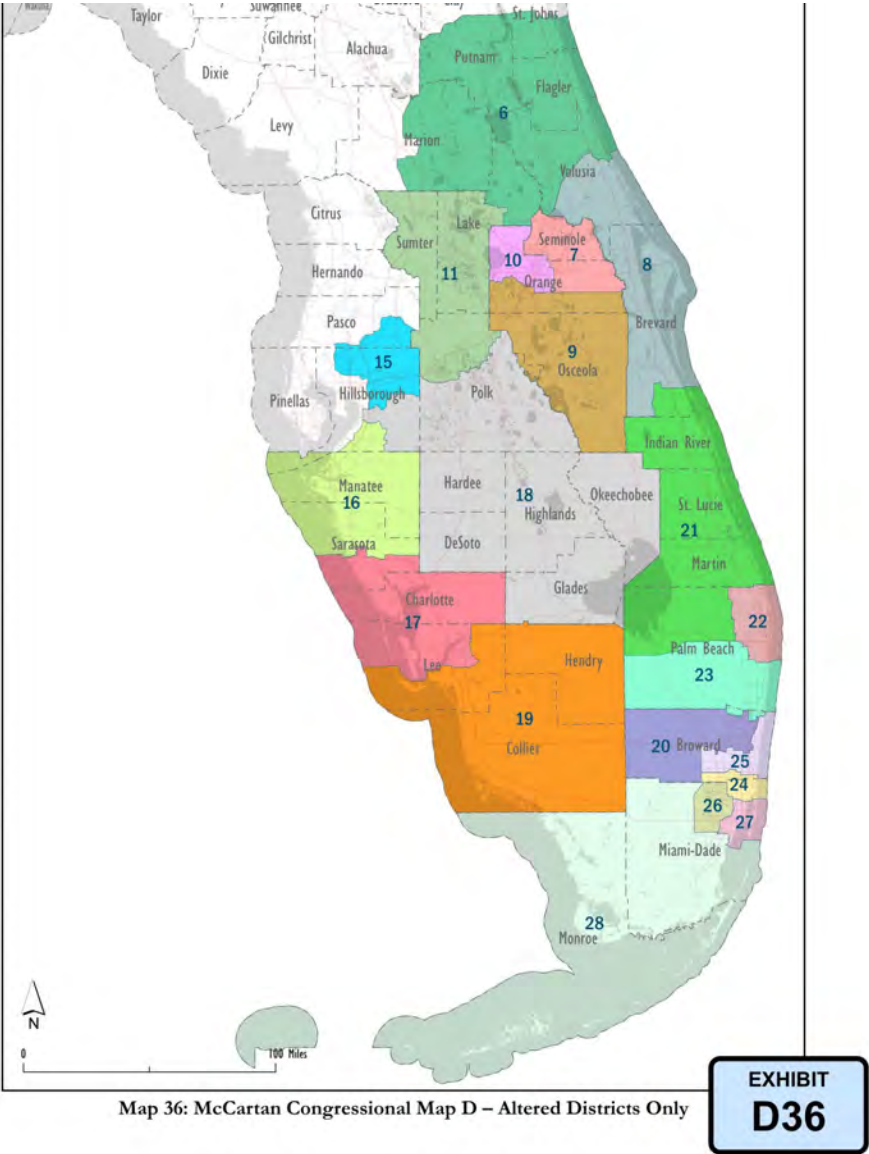 St. Johns
Taylor
Suwannee
Gilchrist
Alachua
Putnam
Dixie
Flagler
6
Levy
Marion
Volusia
Citrus
Lake
Sumter
Seminole
10
7
8
11
Hernando
Orange
Pasco
Brevard
9
15
Osceola
Hillsborough
Polk
Pinellas
Indian River
Manatee
Hardee
18
Okeechobee
16
Highlands
St. Lucie
21
Sarasota
DeSoto
Martin
Charlotte
Glades
17
22
Palm Beach
Lee
Hendry
23
19
20 Broward
Collier
25
24
26
27
Miami-Dade
28
Monroe
N
0
100 Miles
Map 36: McCartan Congressional Map D – Altered Districts Only
EXHIBIT
D36